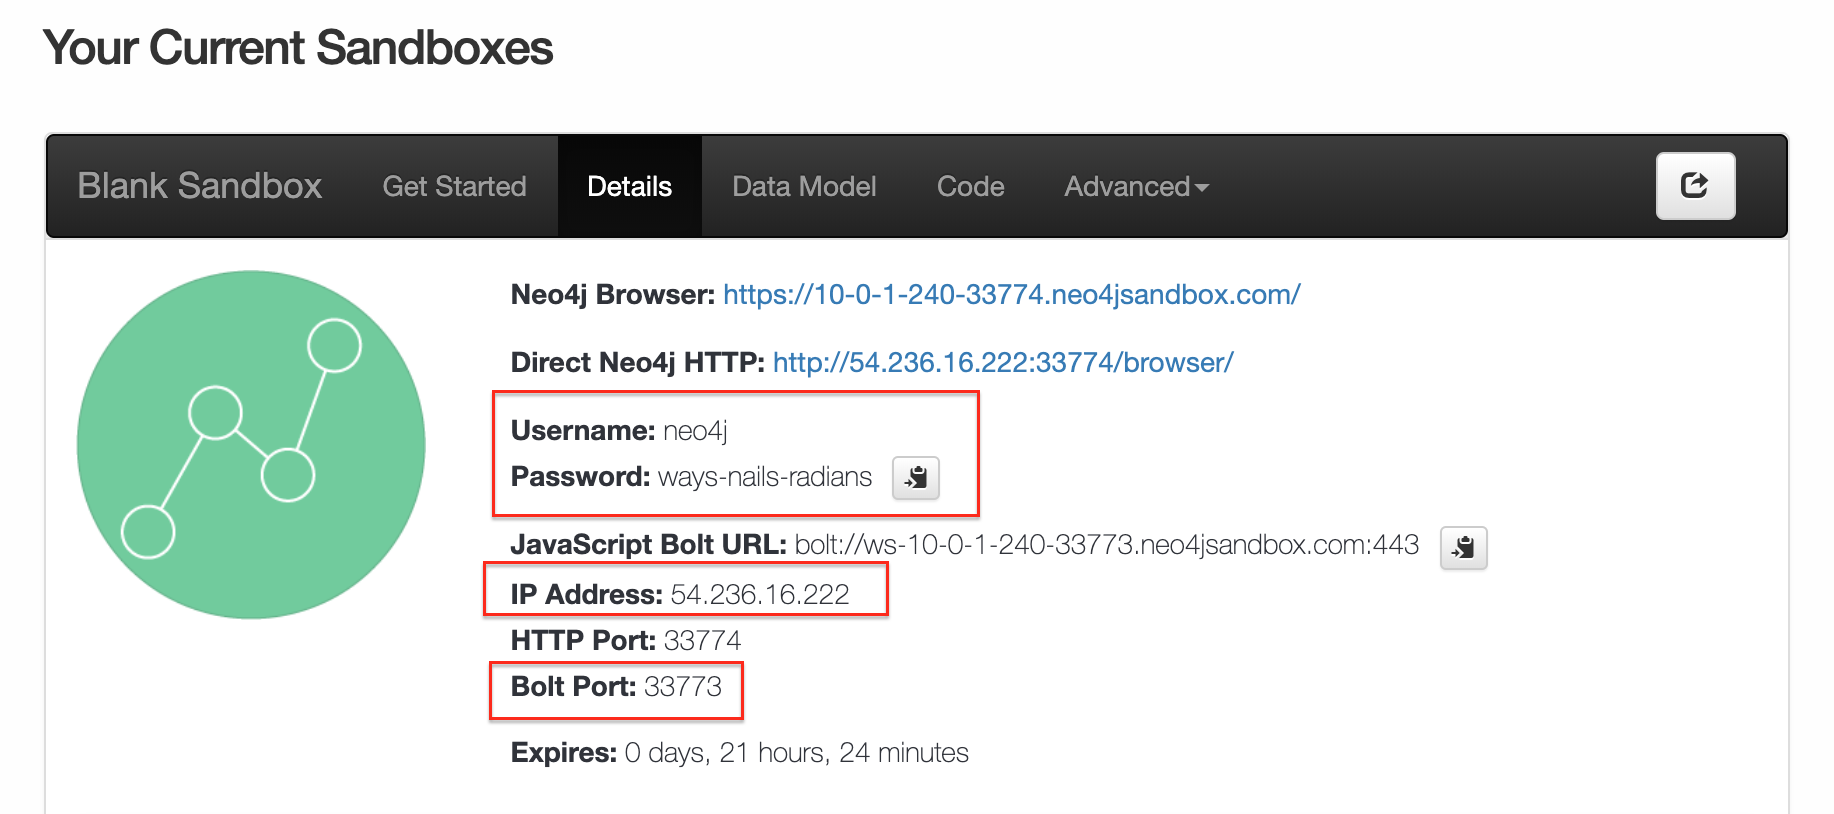 Your Current Sandboxes
Blank Sandbox Get Started Details Data Model Code Advanced
Neo4j Browser: https://10-0-1-240-33774.neo4jsandbox.com/
Direct Neo4j HTTP: http://54.236.16.222:33774/browser/
Username: neo4j
Password: ways-nails-radians
JavaScript Bolt URL: bolt://ws-10-0-1-240-33773.neo4jsandbox.com:443
IP Address: 54.236.16.222
HTTP Port: 33774
Bolt Port: 33773
Expires: 0 days, 21 hours, 24 minutes